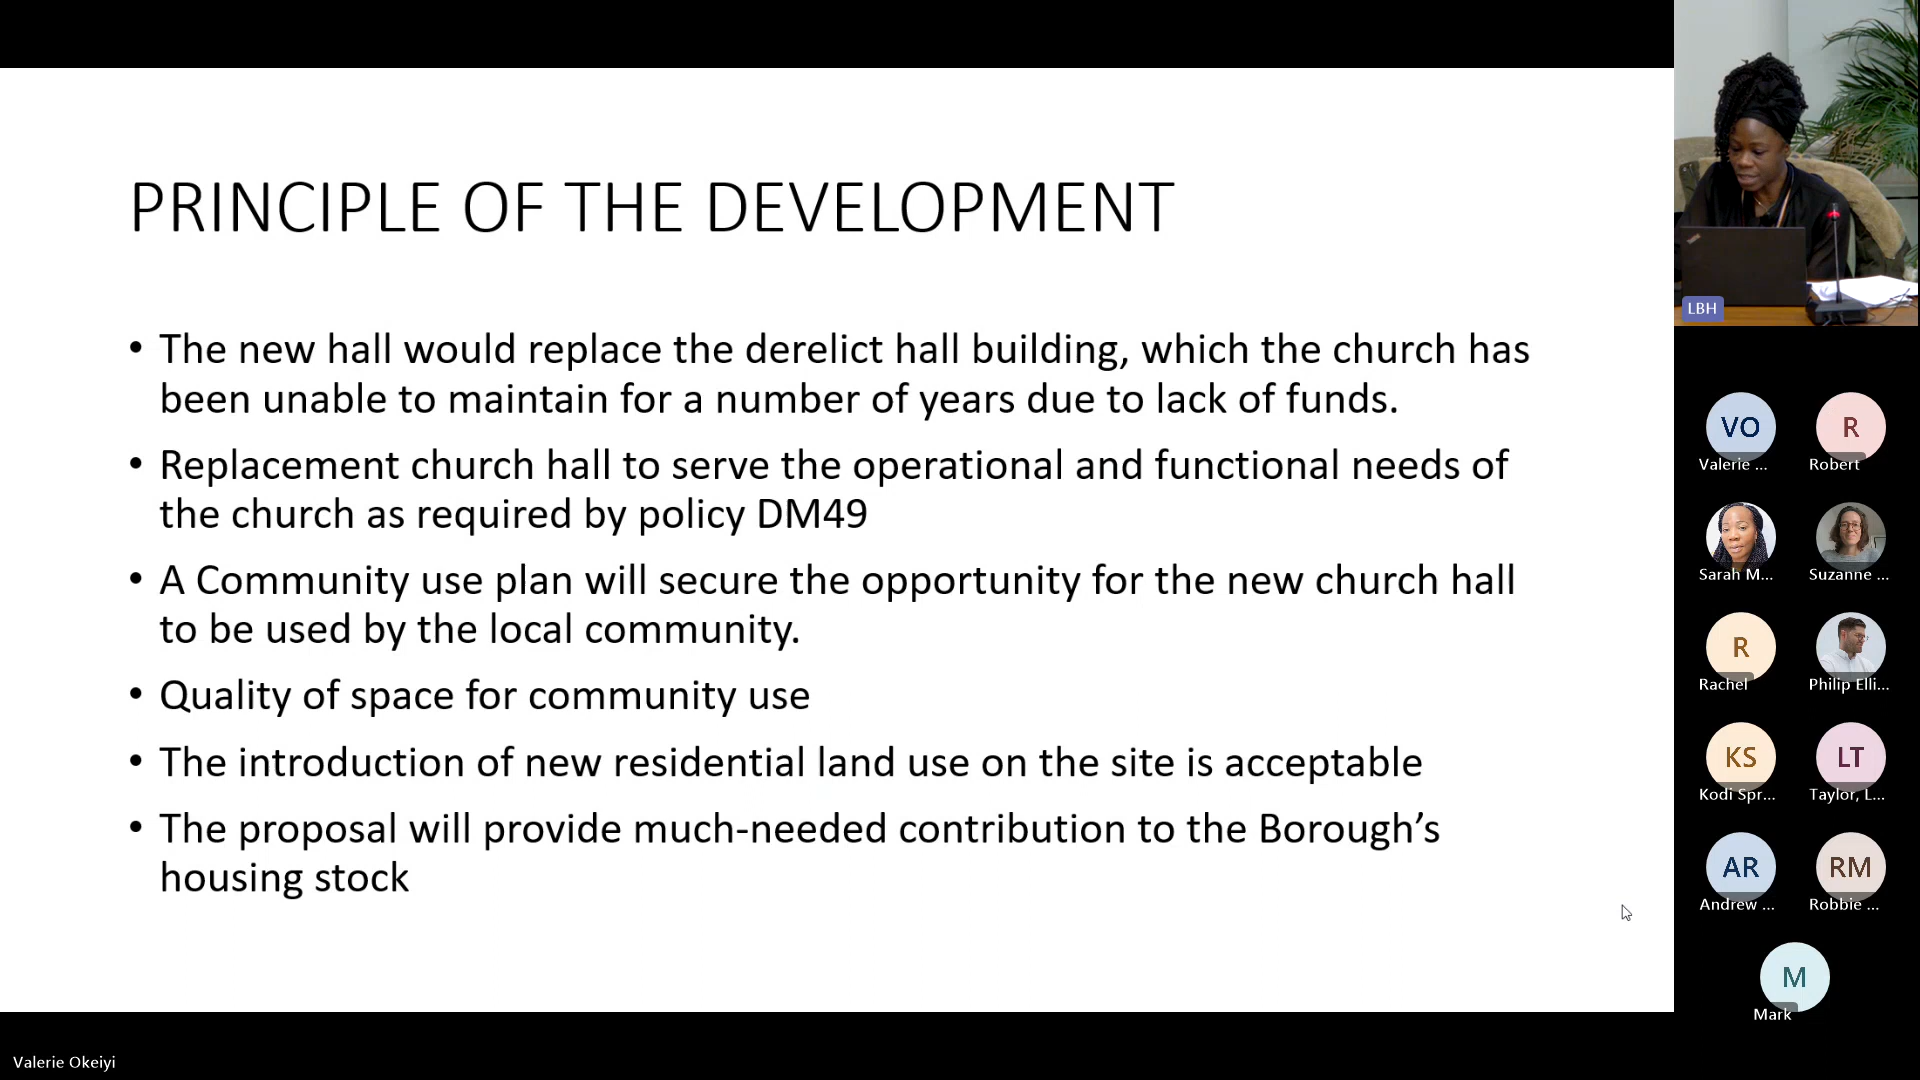 PRINCIPLE OF THE DEVELOPMENT
• The new hall would replace the derelict hall building, which the church has
been unable to maintain for a number of years due to lack of funds.
• Replacement church hall to serve the operational and functional needs of
the church as required by policy DM49
• A Community use plan will secure the opportunity for the new church hall
to be used by the local community.
• Quality of space for community use
• The introduction of new residential land use on the site is acceptable
• The proposal will provide much-needed contribution to the Borough’s
housing stock
LBH
VO
R
Valerie ...
Robert
Sarah M...
Suzanne ...
R
Rachel
Philip Elli...
KS
LT
Kodi Spr...
Taylor, L...
AR
RM
Andrew ...
Robbie ...
M
Mark
Valerie Okeiyi